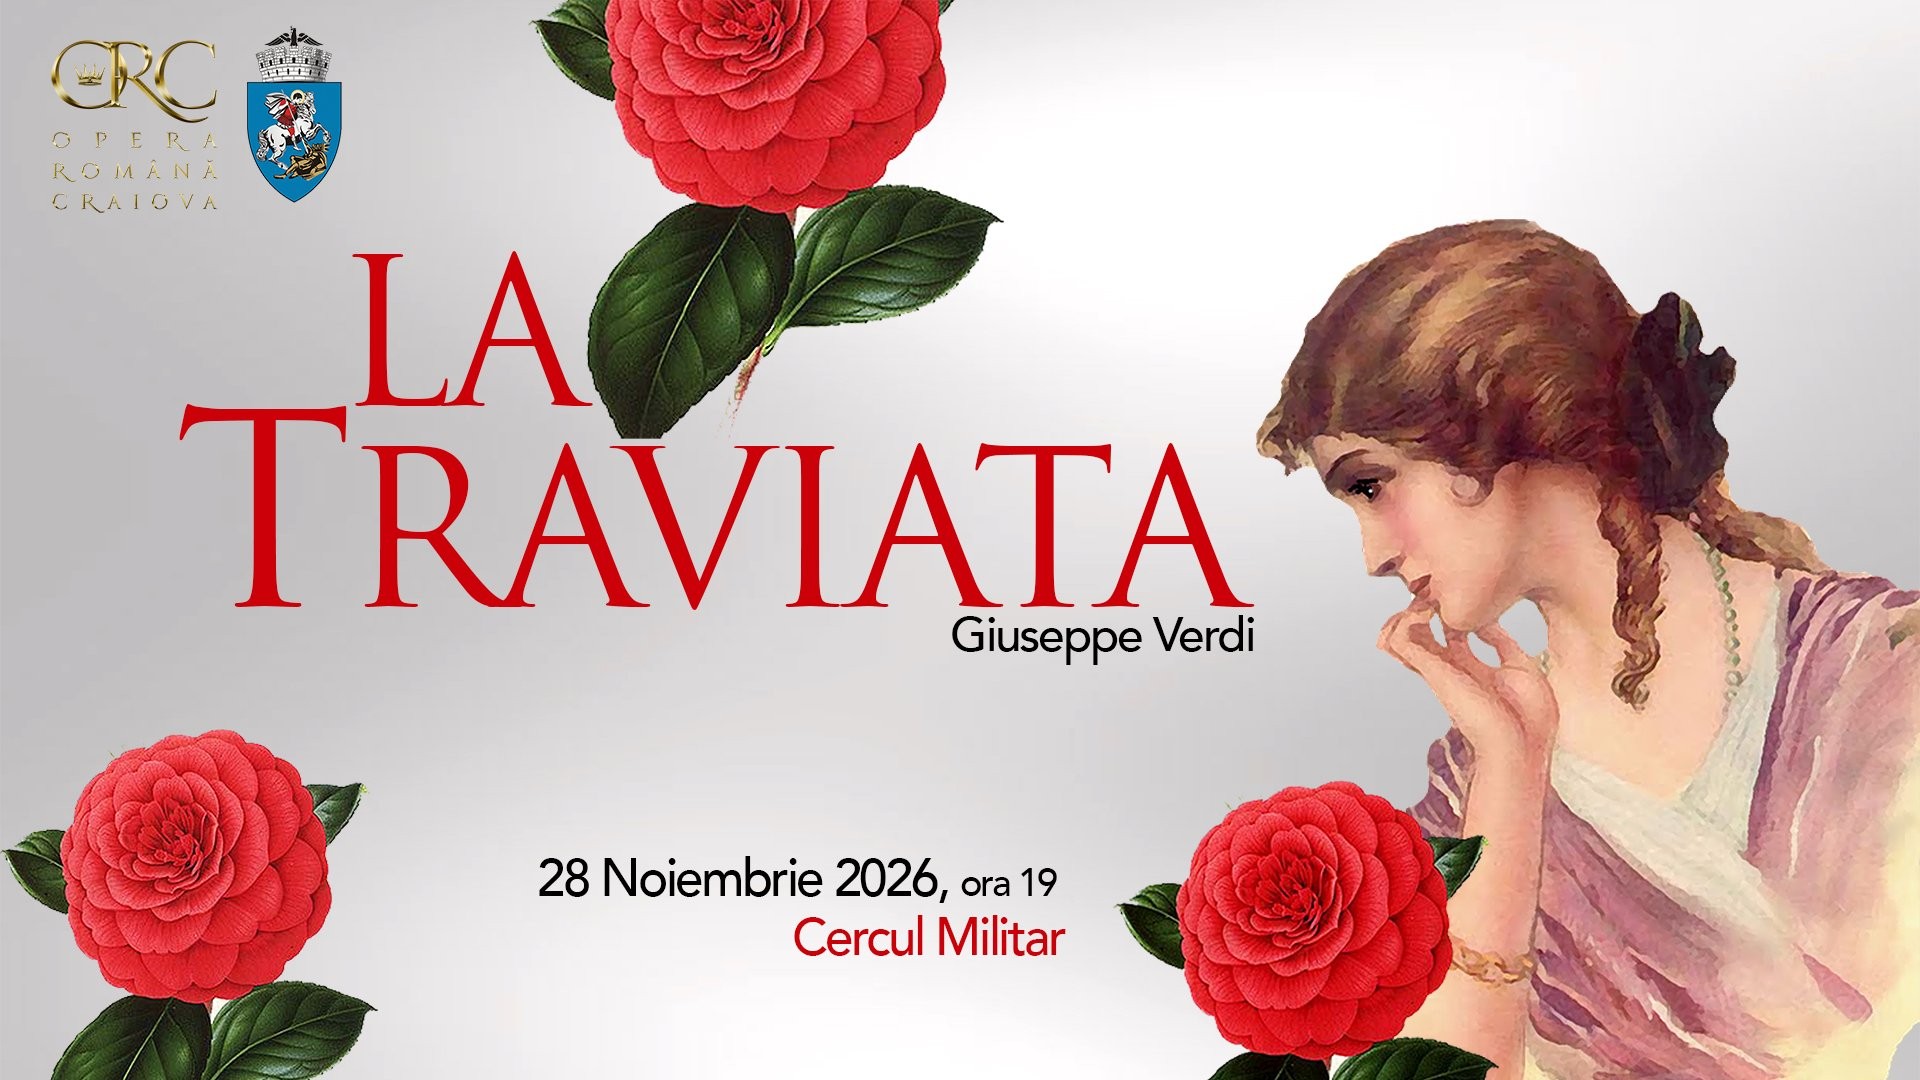 ORC
OPERA
ROMÂNĂ
CRAIOVA
LA
TRAVIATA
Giuseppe Verdi
28 Noiembrie 2026, ora 19
Cercul Militar